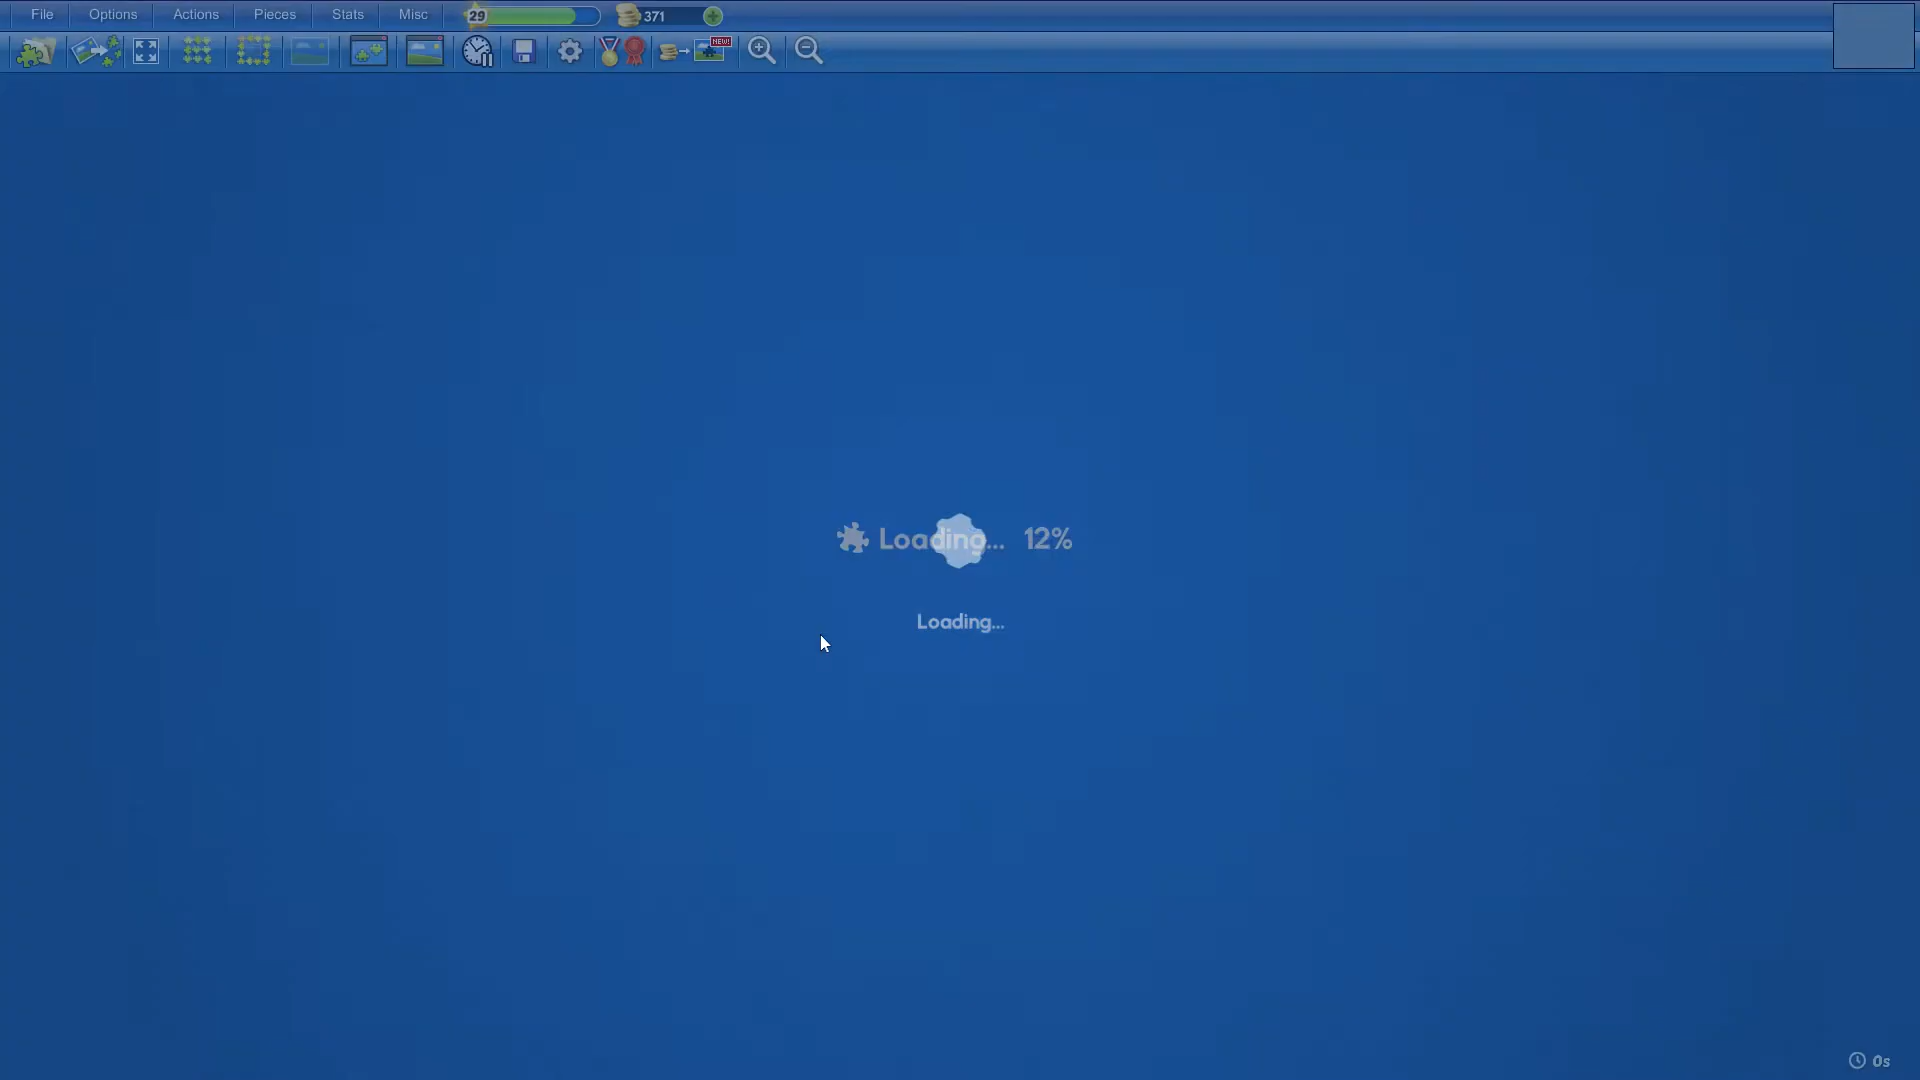 File Options Actions Pieces Stats Misc 29 371
NEW!
Loading... 12%
Loading...
0s